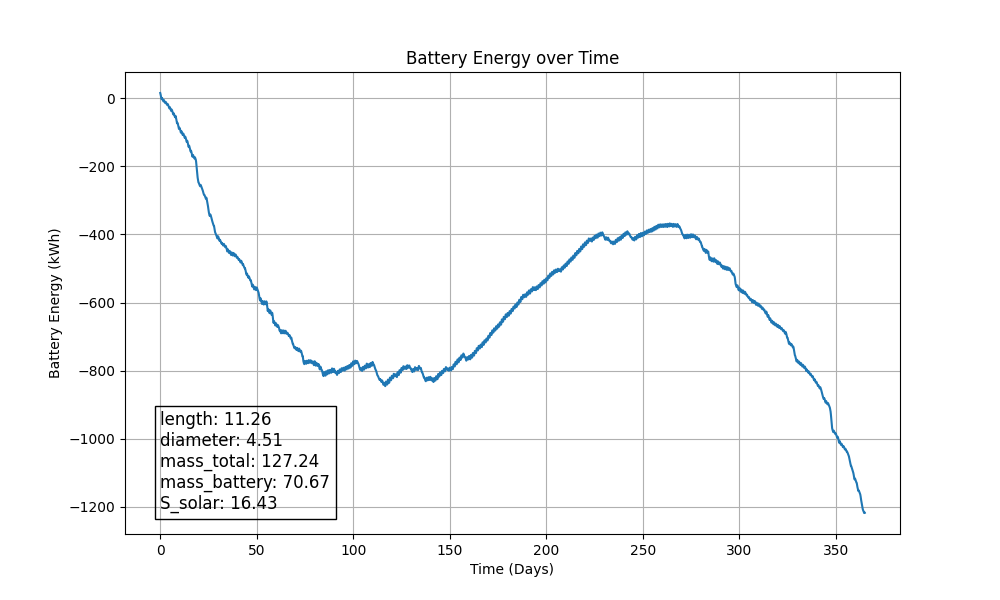 Battery Energy over Time
Battery Energy (kWh)
0
−200
−400
−600
−800
−1000
−1200
length: 11.26
diameter: 4.51
mass_total: 127.24
mass_battery: 70.67
S_solar: 16.43
0 50 100 150 200 250 300 350
Time (Days)